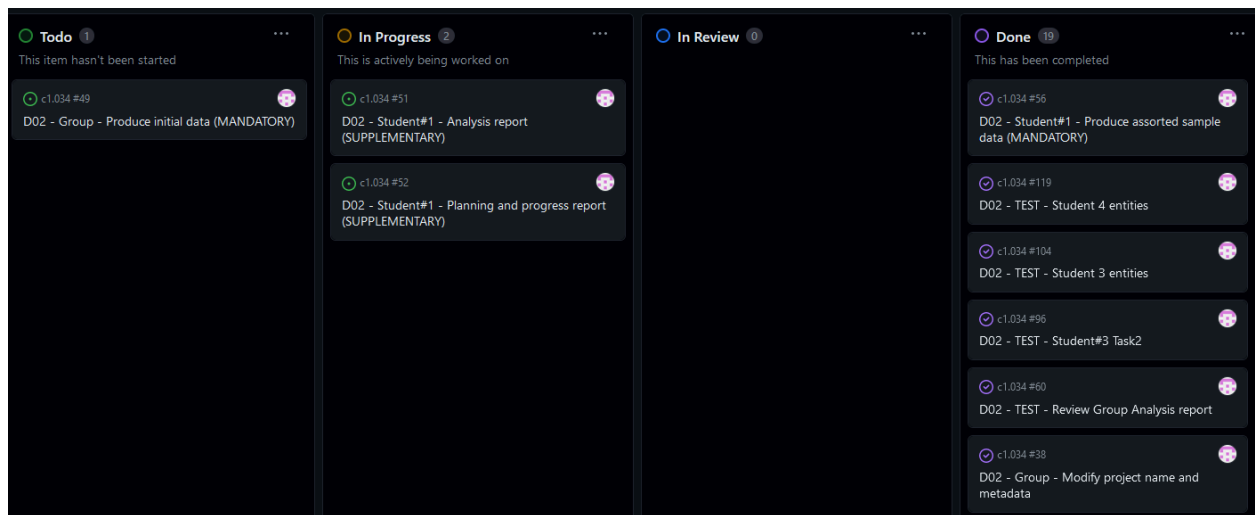 Todo 1 ...
This item hasn't been started
c1.034 #49
D02 - Group - Produce initial data (MANDATORY)
In Progress 2 ...
This is actively being worked on
c1.034 #51
D02 - Student#1 - Analysis report
(SUPPLEMENTARY)
c1.034 #52
D02 - Student#1 - Planning and progress report
(SUPPLEMENTARY)
In Review 0 ...
Done 19 ...
This has been completed
c1.034 #56
D02 - Student#1 - Produce assorted sample
data (MANDATORY)
c1.034 #119
D02 - TEST - Student 4 entities
c1.034 #104
D02 - TEST - Student 3 entities
c1.034 #96
D02 - TEST - Student#3 Task2
c1.034 #60
D02 - TEST - Review Group Analysis report
c1.034 #38
D02 - Group - Modify project name and
metadata